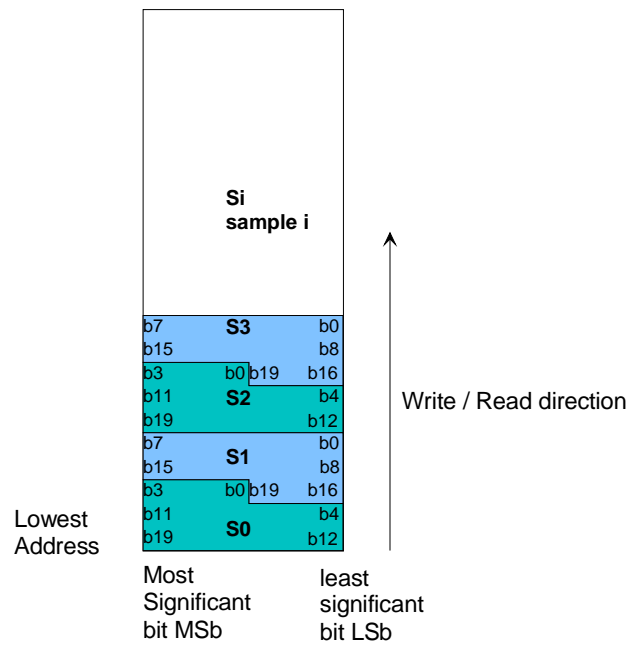 Si
sample i
b7 S3 b0
b15 b8
b3 b0 b19 b16
b11 S2 b4
b19 b12
b7 b0
b15 S1 b8
b3 b0 b19 b16
b11 b4
b19 S0 b12
Write / Read direction
Lowest
Address
Most
Significant
bit MSb
least
significant
bit LSb